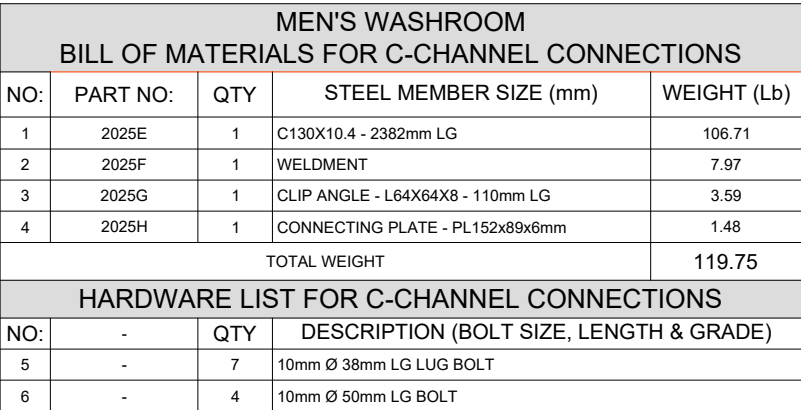 MEN'S WASHROOM
BILL OF MATERIALS FOR C-CHANNEL CONNECTIONS
NO: PART NO: QTY STEEL MEMBER SIZE (mm) WEIGHT (Lb)
1 2025E 1 C130X10.4 - 2382mm LG 106.71
2 2025F 1 WELDMENT 7.97
3 2025G 1 CLIP ANGLE - L64X64X8 - 110mm LG 3.59
4 2025H 1 CONNECTING PLATE - PL152x89x6mm 1.48
TOTAL WEIGHT 119.75
HARDWARE LIST FOR C-CHANNEL CONNECTIONS
NO: - QTY DESCRIPTION (BOLT SIZE, LENGTH & GRADE)
5 - 7 10mm Ø 38mm LG LUG BOLT
6 - 4 10mm Ø 50mm LG BOLT